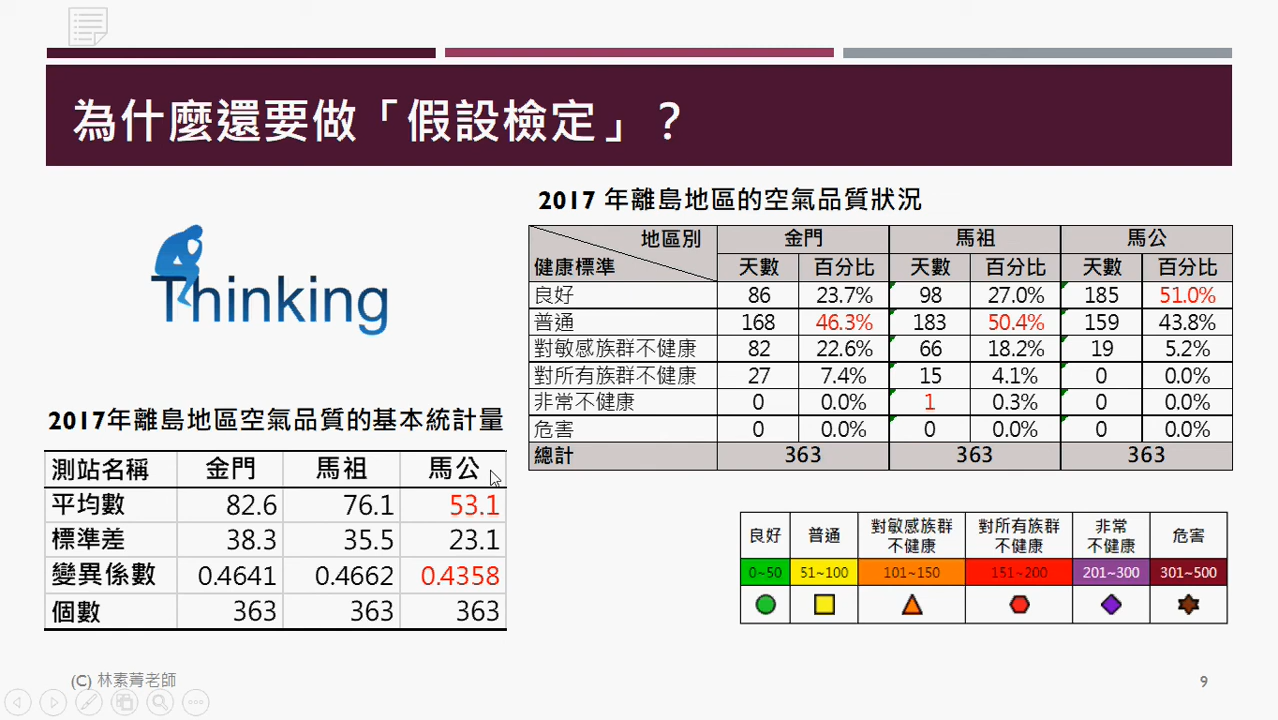 為什麼還要做「假設檢定」？
Thinking
2017 年離島地區的空氣品質狀況
地區別 金門 馬祖 馬公
健康標準 天數 百分比 天數 百分比 天數 百分比
良好 86 23.7% 98 27.0% 185 51.0%
普通 168 46.3% 183 50.4% 159 43.8%
對敏感族群不健康 82 22.6% 66 18.2% 19 5.2%
對所有族群不健康 27 7.4% 15 4.1% 0 0.0%
非常不健康 0 0.0% 1 0.3% 0 0.0%
危害 0 0.0% 0 0.0% 0 0.0%
總計 363 363 363
2017年離島地區空氣品質的基本統計量
測站名稱 金門 馬祖 馬公
平均數 82.6 76.1 53.1
標準差 38.3 35.5 23.1
變異係數 0.4641 0.4662 0.4358
個數 363 363 363
良好 普通 對敏感族群 對所有族群 非常 危害
不健康 不健康 不健康
0~50 51~100 101~150 151~200 201~300 301~500
(C) 林素菁老師
9